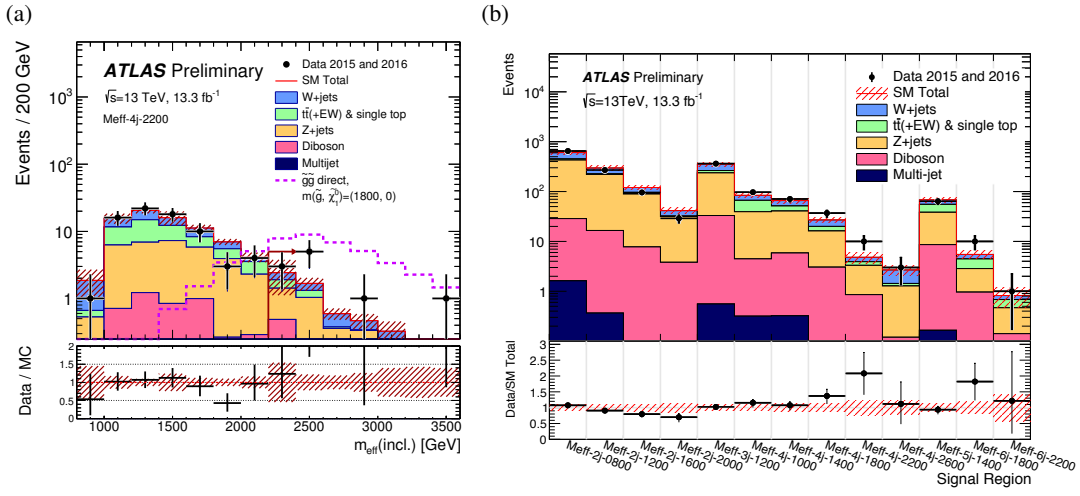 (a)
ATLAS Preliminary
√s=13 TeV, 13.3 fb⁻¹
Meff-4j-2200
Data 2015 and 2016
SM Total
W+jets
tt̄(+EW) & single top
Z+jets
Diboson
Multijet
g̃g̃ direct,
m(g̃, χ̃₁⁰)=(1800, 0)
Events / 200 GeV
10³
10²
10
1
Data / MC
2
1.5
1
0.5
0
1000 1500 2000 2500 3000 3500
m_eff(incl.) [GeV]
(b)
ATLAS Preliminary
√s=13TeV, 13.3 fb⁻¹
Data 2015 and 2016
SM Total
W+jets
tt̄(+EW) & single top
Z+jets
Diboson
Multi-jet
Events
10⁴
10³
10²
10
1
Data/SM Total
3
2.5
2
1.5
1
0.5
0
Meff-2j-0800
Meff-2j-1200
Meff-2j-1600
Meff-2j-2000
Meff-3j-1200
Meff-4j-1000
Meff-4j-1400
Meff-4j-1800
Meff-4j-2200
Meff-4j-2600
Meff-5j-1400
Meff-6j-1800
Meff-6j-2200
Signal Region